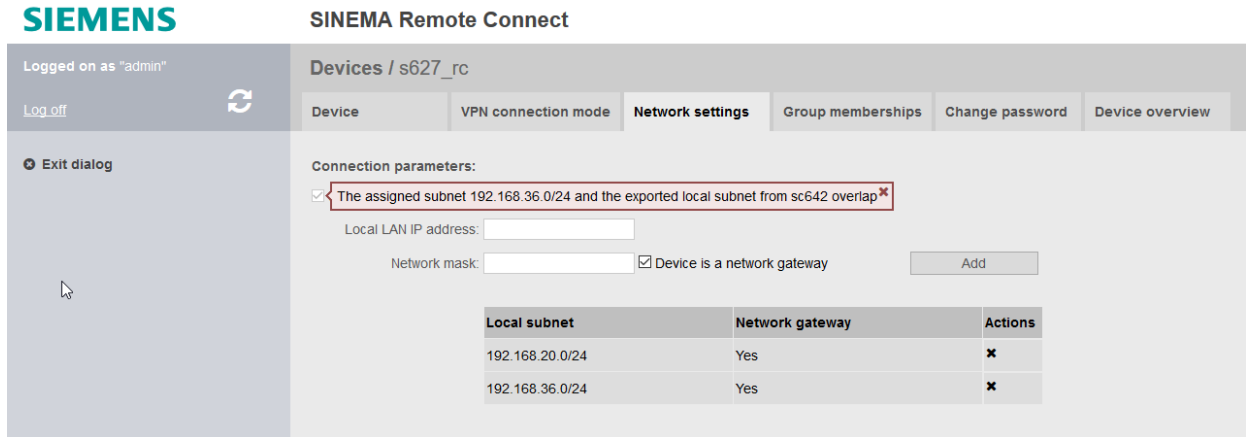 SIEMENS
SINEMA Remote Connect
Logged on as "admin"
Log off
Devices / s627_rc
Device
VPN connection mode
Network settings
Group memberships
Change password
Device overview
Exit dialog
Connection parameters:
The assigned subnet 192.168.36.0/24 and the exported local subnet from sc642 overlap
Local LAN IP address:
Network mask:
Device is a network gateway
Add
Local subnet Network gateway Actions
192.168.20.0/24 Yes
192.168.36.0/24 Yes